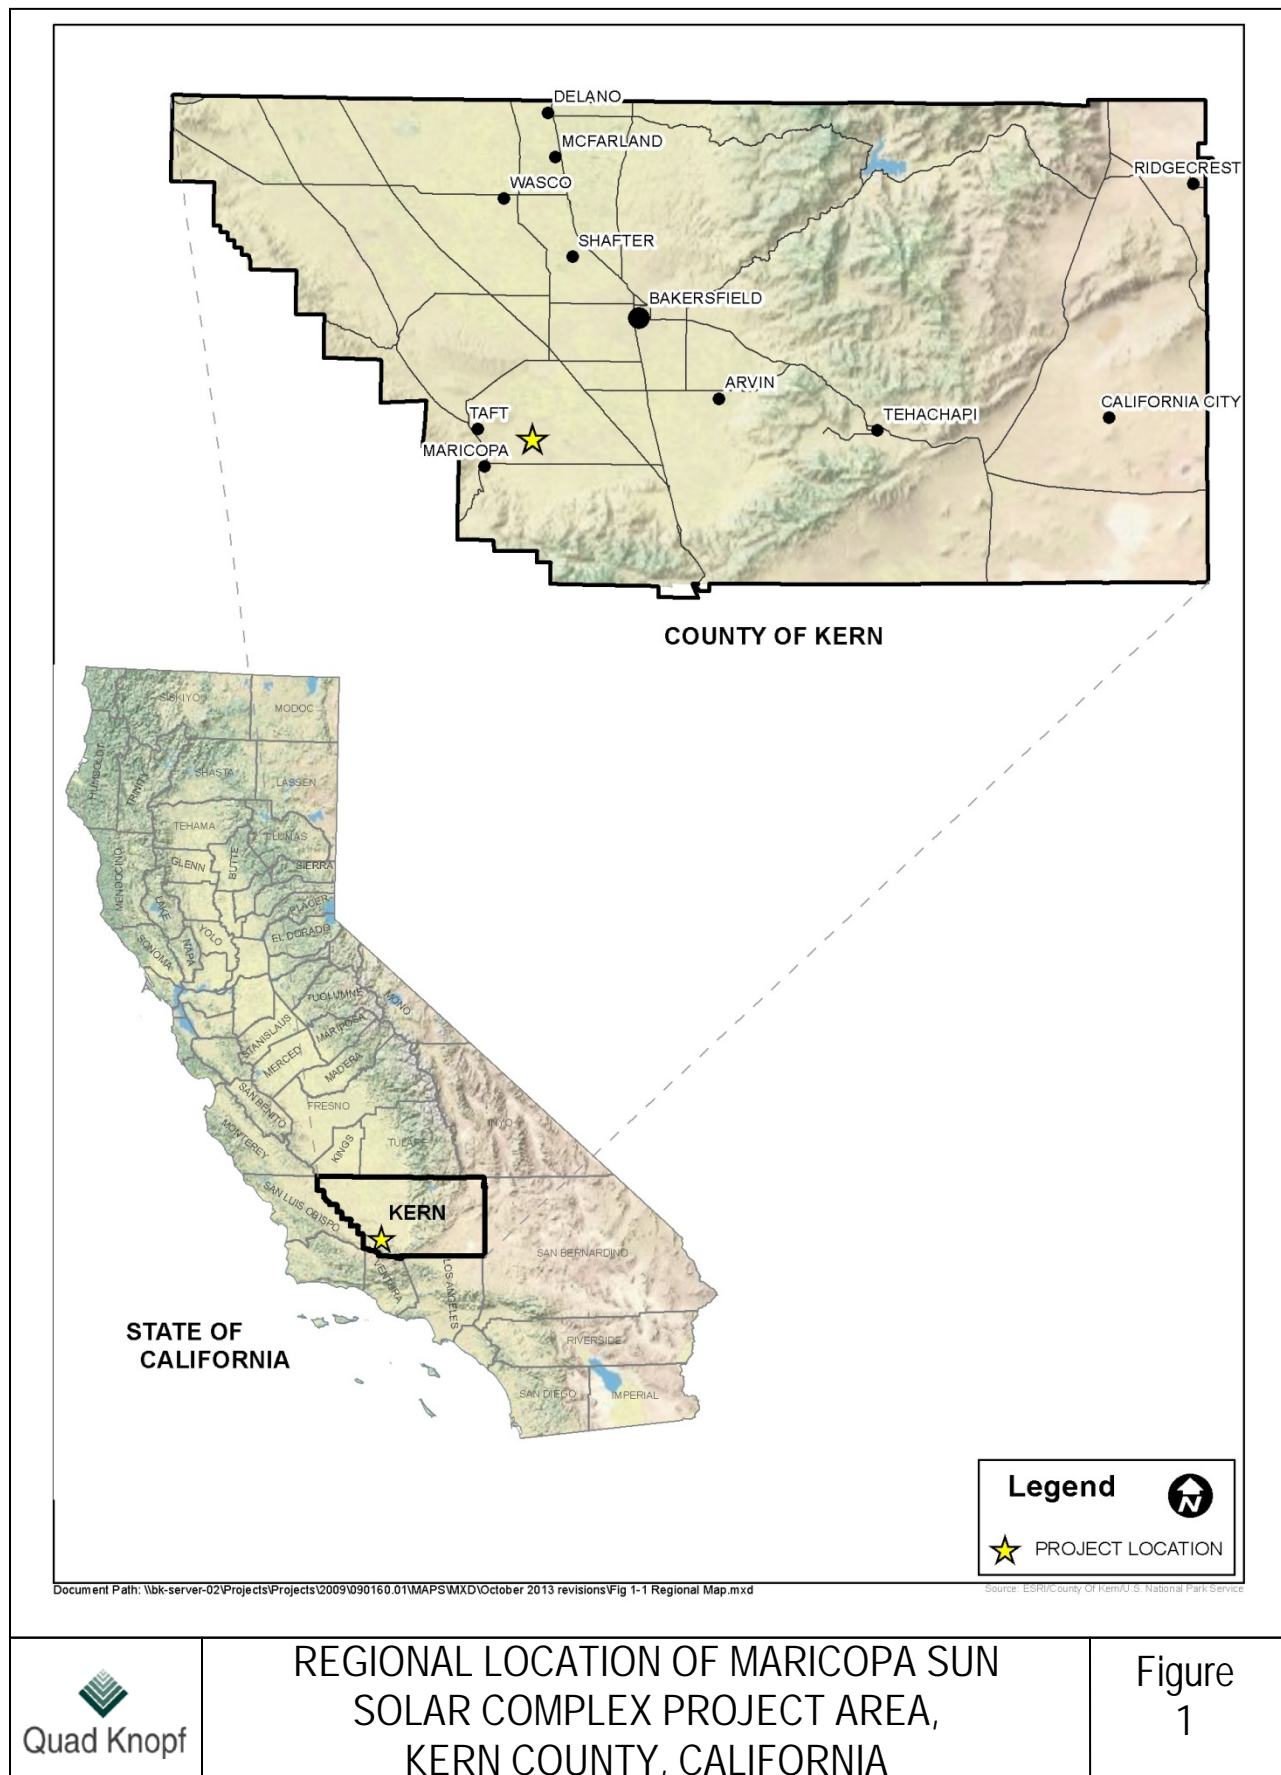 DELANO
MCFARLAND
RIDGECREST
WASCO
SHAFTER
BAKERSFIELD
ARVIN
CALIFORNIA CITY
TAFT
TEHACHAPI
MARICOPA
COUNTY OF KERN
SISKIYOU
MODOC
HUMBOLDT
TRINITY
SHASTA
LASSEN
TEHAMA
PLUMAS
MENDOCINO
GLENN
BUTTE
SIERRA
LAKE
PLACER
SONOMA
NAPA
YOLO
EL DORADO
TUOLUMNE
MONO
STANISLAUS
MARIPOSA
MERCED
MADERA
SAN BENITO
FRESNO
MONTEREY
KINGS
TULARE
INYO
SAN LUIS OBISPO
KERN
SAN BERNARDINO
VENTURA
LOS ANGELES
STATE OF
CALIFORNIA
RIVERSIDE
SAN DIEGO
IMPERIAL
Legend
N
PROJECT LOCATION
Document Path: \\bk-server-02\Projects\Projects\2009\090160.01\MAPS\MXD\October 2013 revisions\Fig 1-1 Regional Map.mxd
Source: ESRI/County Of Kern/U.S. National Park Service
Quad Knopf
REGIONAL LOCATION OF MARICOPA SUN
SOLAR COMPLEX PROJECT AREA,
KERN COUNTY, CALIFORNIA
Figure
1